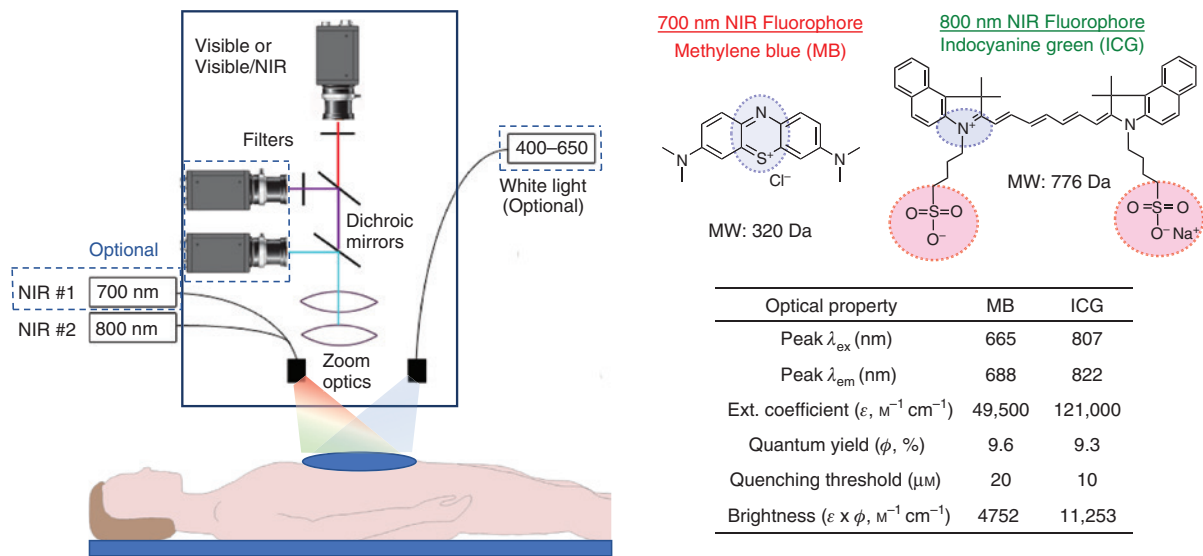 Visible or
Visible/NIR
Filters
400–650
White light
(Optional)
Dichroic
mirrors
Optional
NIR #1
700 nm
NIR #2
800 nm
Zoom
optics
700 nm NIR Fluorophore
Methylene blue (MB)
N
N
S
N
Cl–
MW: 320 Da
800 nm NIR Fluorophore
Indocyanine green (ICG)
N+
N
MW: 776 Da
O=S=O
O–
O=S=O
O– Na+
Optical property MB ICG
Peak λex (nm) 665 807
Peak λem (nm) 688 822
Ext. coefficient (ε, M−1 cm−1) 49,500 121,000
Quantum yield (ϕ, %) 9.6 9.3
Quenching threshold (μM) 20 10
Brightness (ε x ϕ, M−1 cm−1) 4752 11,253